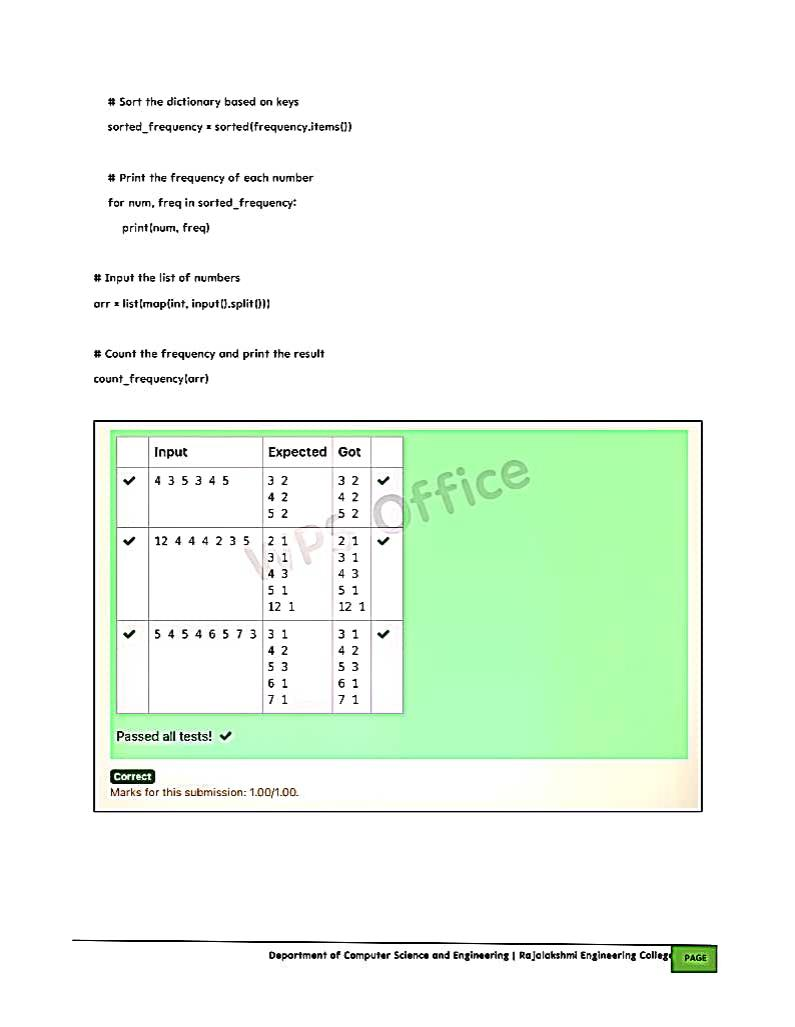 # Sort the dictionary based on keys
sorted_frequency = sorted(frequency.items())
# Print the frequency of each number
for num, freq in sorted_frequency:
print(num, freq)
# Input the list of numbers
arr = list(map(int, input().split()))
# Count the frequency and print the result
count_frequency(arr)
Input Expected Got
✔ 4 3 5 3 4 5 3 2 3 2 ✔
4 2 4 2
5 2 5 2
✔ 12 4 4 4 2 3 5 2 1 2 1 ✔
3 1 3 1
4 3 4 3
5 1 5 1
12 1 12 1
✔ 5 4 5 4 6 5 7 3 3 1 3 1 ✔
4 2 4 2
5 3 5 3
6 1 6 1
7 1 7 1
WPS Office
Passed all tests! ✔
Correct
Marks for this submission: 1.00/1.00.
Department of Computer Science and Engineering | Rajalakshmi Engineering College
PAGE